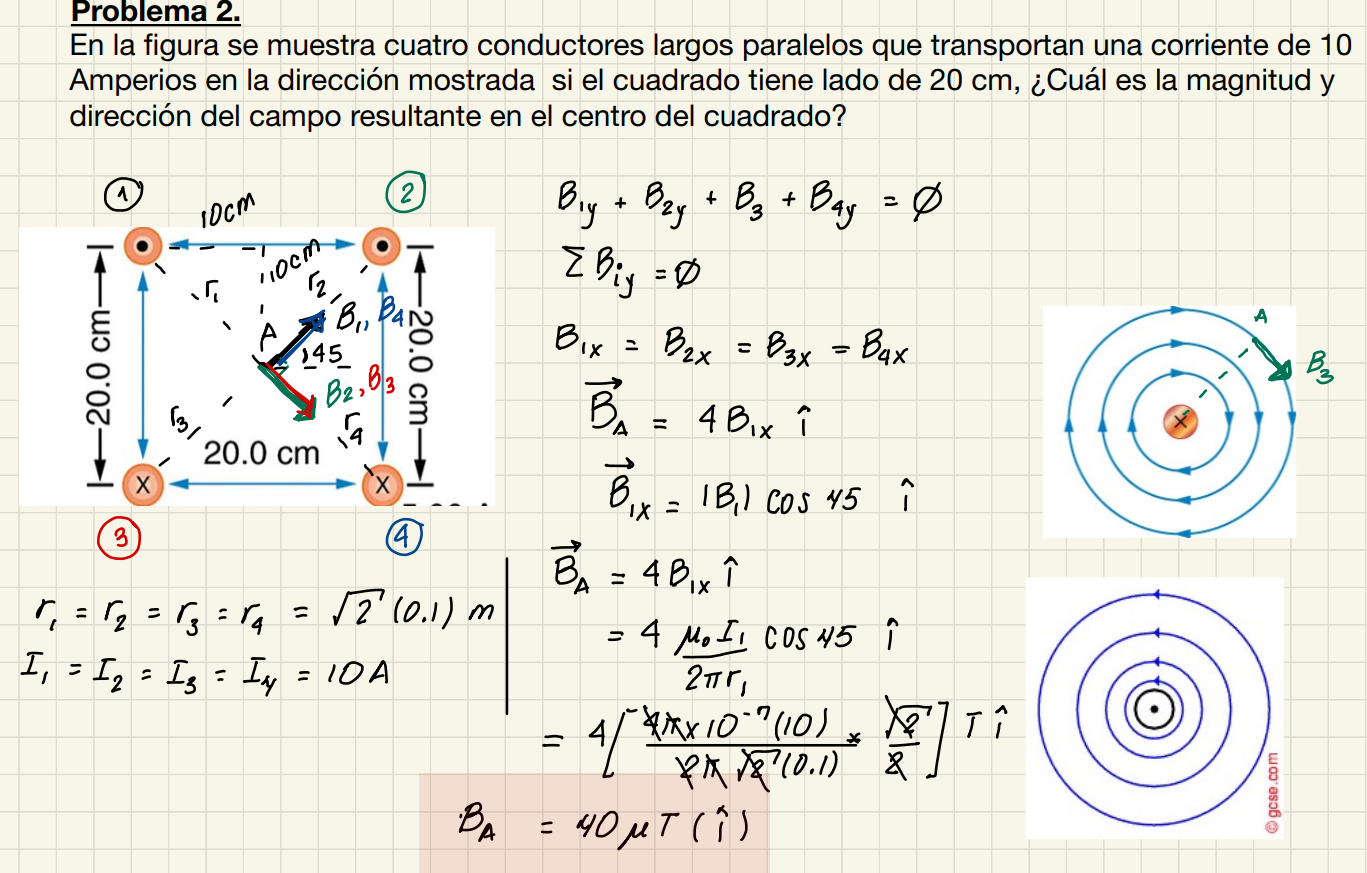 Problema 2.
En la figura se muestra cuatro conductores largos paralelos que transportan una corriente de 10
Amperios en la dirección mostrada si el cuadrado tiene lado de 20 cm, ¿Cuál es la magnitud y
dirección del campo resultante en el centro del cuadrado?
1
2
10cm
10cm
r₁
r₂
A
B₁, B₄
45
B₂, B₃
r₃
r₄
20.0 cm
20.0 cm
20.0 cm
X
X
3
4
r₁ = r₂ = r₃ = r₄ = √2 (0.1) m
I₁ = I₂ = I₃ = I₄ = 10A
B₁y + B₂y + B₃ + B₄y = Ø
Σ Biy = Ø
B₁x = B₂x = B₃x = B₄x
B⃗_A = 4 B₁x î
B⃗₁x = |B₁| cos 45 î
B⃗_A = 4 B₁x î
= 4 μ₀ I₁ / 2π r₁ cos 45 î
= 4 [ 4π x 10⁻⁷ (10) / 2π √2 (0.1) * √2 / 2 ] T î
B_A = 40 μT (î)
A
B₃
x
© gcse.com